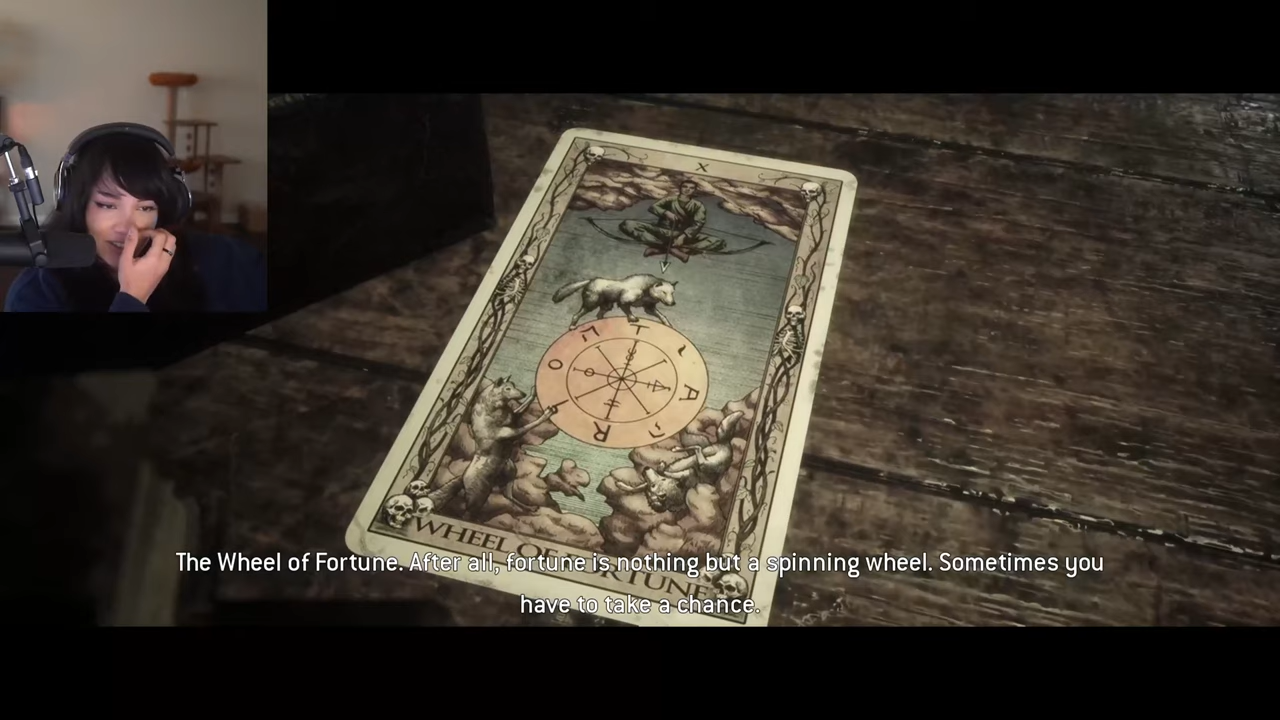 X
WHEEL OF FORTUNE
The Wheel of Fortune. After all, fortune is nothing but a spinning wheel. Sometimes you
have to take a chance.